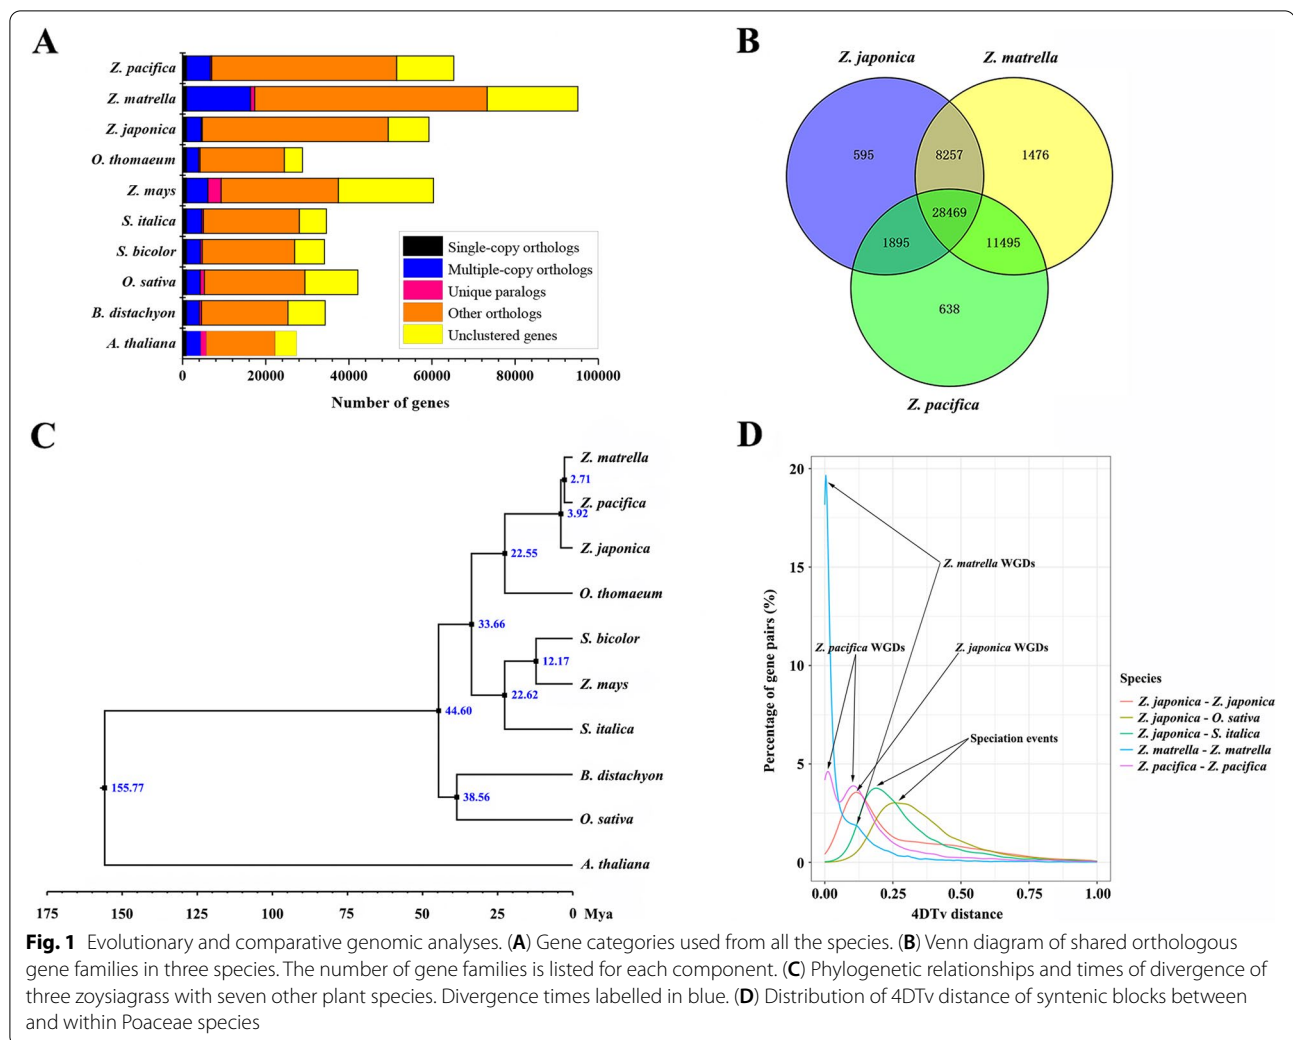 A
Z. pacifica
Z. matrella
Z. japonica
O. thomaeum
Z. mays
S. italica
S. bicolor
O. sativa
B. distachyon
A. thaliana
Single-copy orthologs
Multiple-copy orthologs
Unique paralogs
Other orthologs
Unclustered genes
0 20000 40000 60000 80000 100000
Number of genes
B
Z. japonica Z. matrella
595 8257 1476
28469
1895 11495
638
Z. pacifica
C
Z. matrella
2.71
Z. pacifica
3.92
Z. japonica
22.55
O. thomaeum
33.66
S. bicolor
12.17
Z. mays
22.62
44.60
S. italica
B. distachyon
155.77
38.56
O. sativa
A. thaliana
175 150 125 100 75 50 25 0 Mya
D
Percentage of gene pairs (%)
20
15
10
5
0
Z. matrella WGDs
Z. pacifica WGDs
Z. japonica WGDs
Speciation events
0.00 0.25 0.50 0.75 1.00
4DTv distance
Species
Z. japonica - Z. japonica
Z. japonica - O. sativa
Z. japonica - S. italica
Z. matrella - Z. matrella
Z. pacifica - Z. pacifica
Fig. 1 Evolutionary and comparative genomic analyses. (A) Gene categories used from all the species. (B) Venn diagram of shared orthologous
gene families in three species. The number of gene families is listed for each component. (C) Phylogenetic relationships and times of divergence of
three zoysiagrass with seven other plant species. Divergence times labelled in blue. (D) Distribution of 4DTv distance of syntenic blocks between
and within Poaceae species